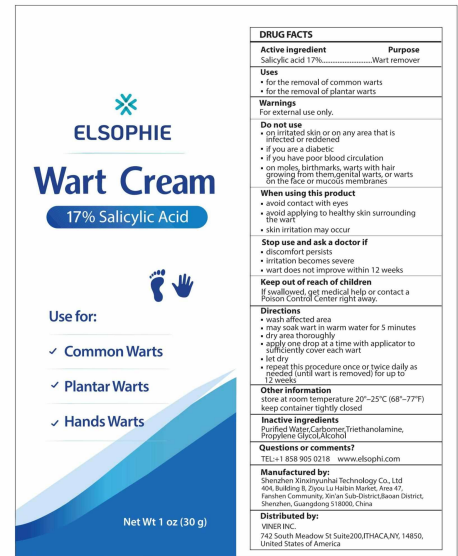 ELSOPHIE
Wart Cream
17% Salicylic Acid
Use for:
Common Warts
Plantar Warts
Hands Warts
Net Wt 1 oz (30 g)
DRUG FACTS
Active ingredient Purpose
Salicylic acid 17%............................Wart remover
Uses
• for the removal of common warts
• for the removal of plantar warts
Warnings
For external use only.
Do not use
• on irritated skin or on any area that is
infected or reddened
• if you are a diabetic
• if you have poor blood circulation
• on moles, birthmarks, warts with hair
growing from them,genital warts, or warts
on the face or mucous membranes
When using this product
• avoid contact with eyes
• avoid applying to healthy skin surrounding
the wart
• skin irritation may occur
Stop use and ask a doctor if
• discomfort persists
• irritation becomes severe
• wart does not improve within 12 weeks
Keep out of reach of children
If swallowed, get medical help or contact a
Poison Control Center right away.
Directions
• wash affected area
• may soak wart in warm water for 5 minutes
• dry area thoroughly
• apply one drop at a time with applicator to
sufficiently cover each wart
• let dry
• repeat this procedure once or twice daily as
needed (until wart is removed) for up to
12 weeks
Other information
store at room temperature 20°–25°C (68°–77°F)
keep container tightly closed
Inactive ingredients
Purified Water,Carbomer,Triethanolamine,
Propylene Glycol,Alcohol
Questions or comments?
TEL:+1 858 905 0218 www.elsophi.com
Manufactured by:
Shenzhen Xinxinyunhai Technology Co., Ltd
404, Building B, Ziyou Lu Haibin Market, Area 47,
Fanshen Community, Xin'an Sub-District,Baoan District,
Shenzhen, Guangdong 518000, China
Distributed by:
VINER INC.
742 South Meadow St Suite200,ITHACA,NY, 14850,
United States of America